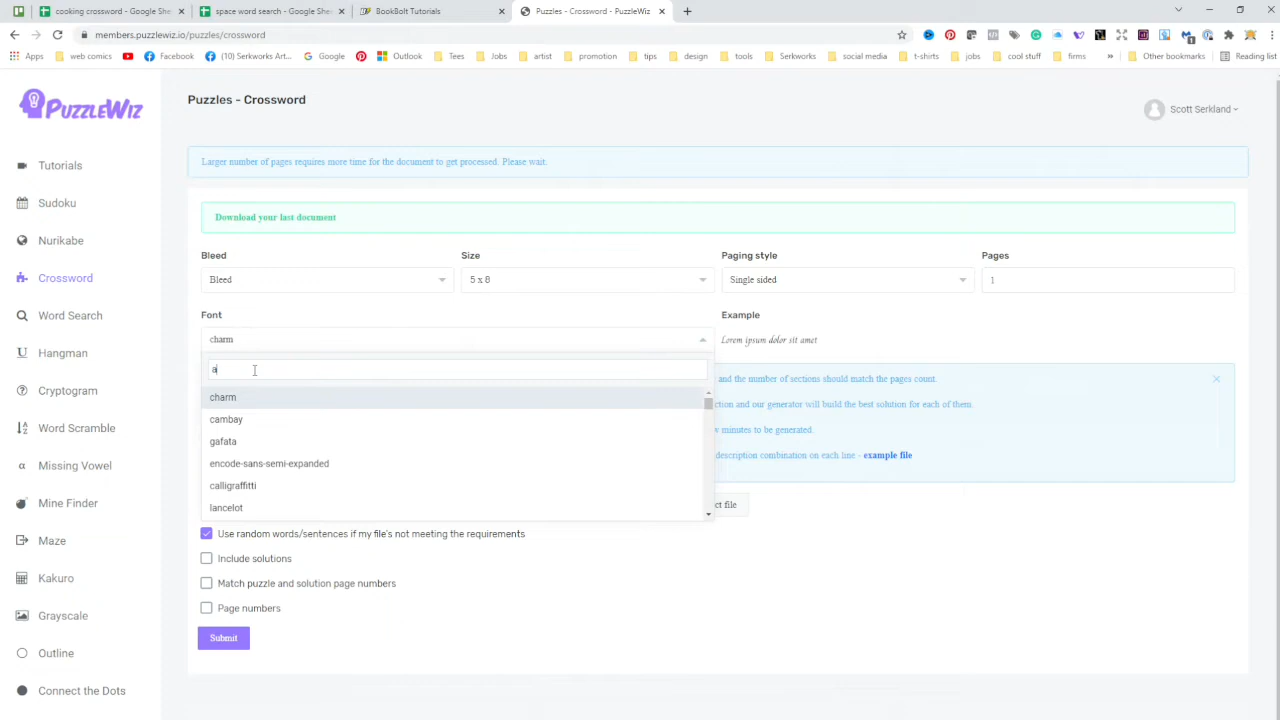 cooking crossword - Google She
space word search - Google Shee
BookBolt Tutorials
Puzzles - Crossword - PuzzleWiz
members.puzzlewiz.io/puzzles/crossword
Apps
web comics
Facebook
(10) Serkworks Art...
Google
Outlook
Tees
Jobs
artist
promotion
tips
design
tools
Serkworks
social media
t-shirts
jobs
cool stuff
firms
»
Other bookmarks
Reading list
PUZZLEWIZ
Puzzles - Crossword
Scott Serkland
Larger number of pages requires more time for the document to get processed. Please wait.
Download your last document
Tutorials
Sudoku
Nurikabe
Crossword
Word Search
Hangman
Cryptogram
Word Scramble
Missing Vowel
Mine Finder
Maze
Kakuro
Grayscale
Outline
Connect the Dots
Bleed
Size
Paging style
Pages
Bleed
5 x 8
Single sided
1
Font
Example
charm
Lorem ipsum dolor sit amet
a
charm
cambay
gafata
encode-sans-semi-expanded
calligraffitti
lancelot
and the number of sections should match the pages count.
ction and our generator will build the best solution for each of them.
w minutes to be generated.
description combination on each line - example file
ct file
Use random words/sentences if my file's not meeting the requirements
Include solutions
Match puzzle and solution page numbers
Page numbers
Submit